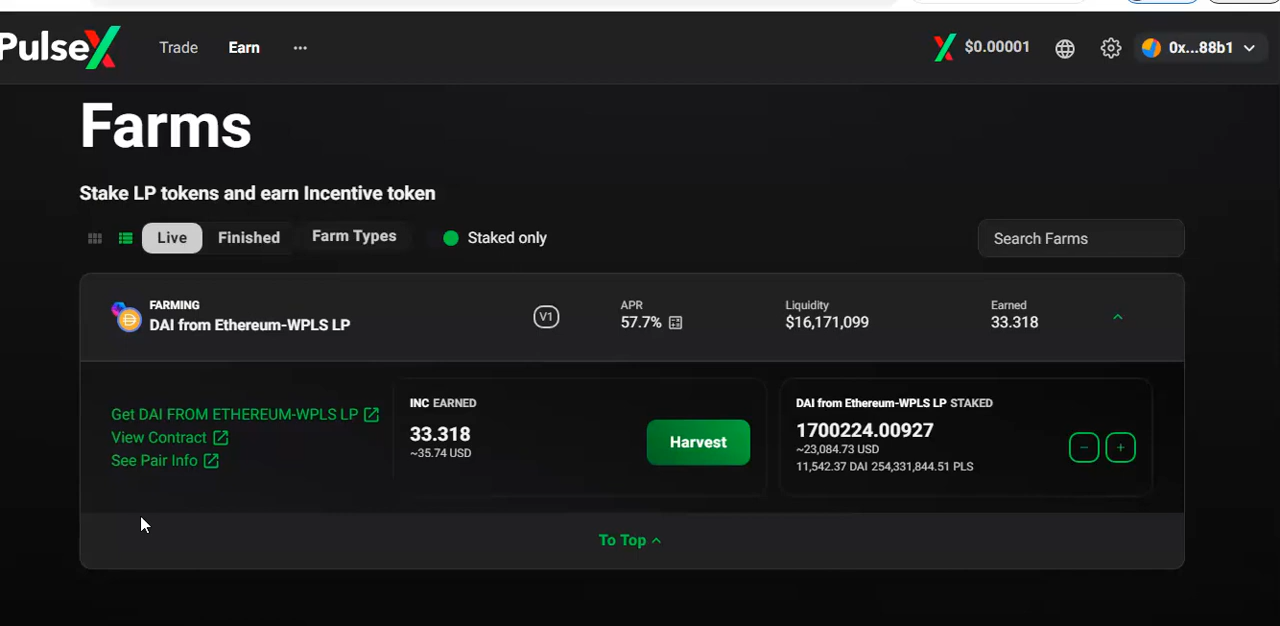 PulseX
Trade
Earn
$0.00001
0x...88b1
Farms
Stake LP tokens and earn Incentive token
Live
Finished
Farm Types
Staked only
Search Farms
FARMING
DAI from Ethereum-WPLS LP
V1
APR
57.7%
Liquidity
$16,171,099
Earned
33.318
Get DAI FROM ETHEREUM-WPLS LP
View Contract
See Pair Info
INC EARNED
33.318
~35.74 USD
Harvest
DAI from Ethereum-WPLS LP STAKED
1700224.00927
~23,084.73 USD
11,542.37 DAI 254,331,844.51 PLS
To Top